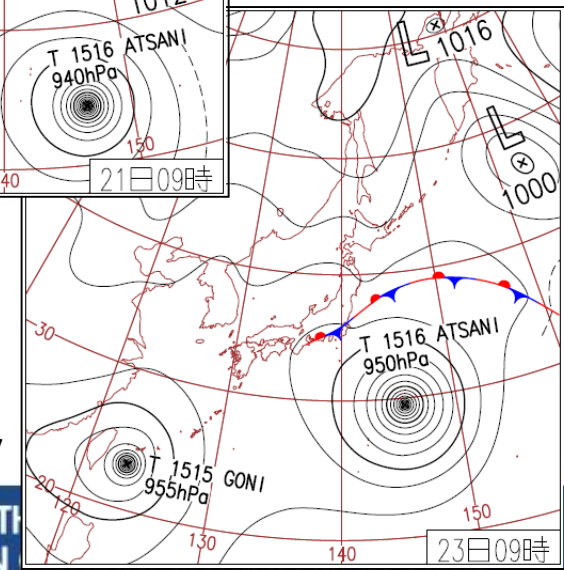 1012
T 1516 ATSANI
940hPa
150
40
21日09時
L
1016
L
1000
30
T 1516 ATSANI
950hPa
T 1515 GONI
955hPa
20
120
130
140
150
23日09時
TH
N